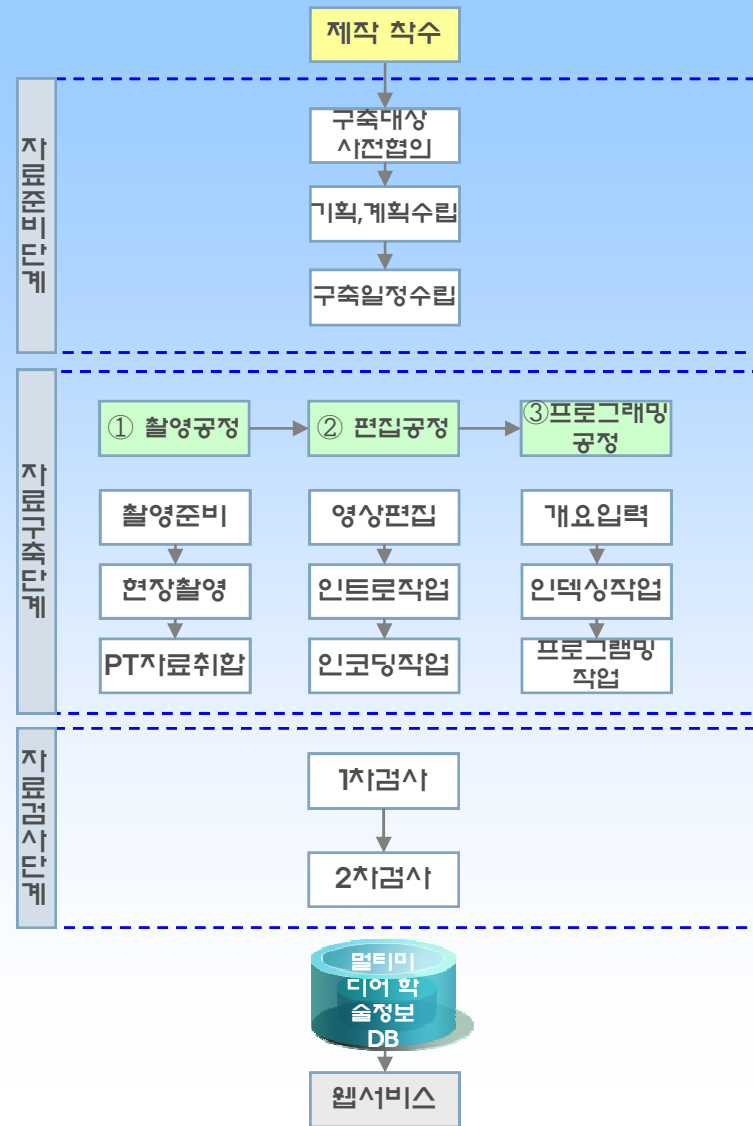 제작 착수
자료준비단계
구축대상
사전협의
기획,계획수립
구축일정수립
자료구축단계
① 촬영공정
② 편집공정
③프로그래밍
공정
촬영준비
영상편집
개요입력
현장촬영
인트로작업
인덱싱작업
PT자료취합
인코딩작업
프로그램밍
작업
자료검사단계
1차검사
2차검사
멀티미
디어 학
술정보
DB
웹서비스